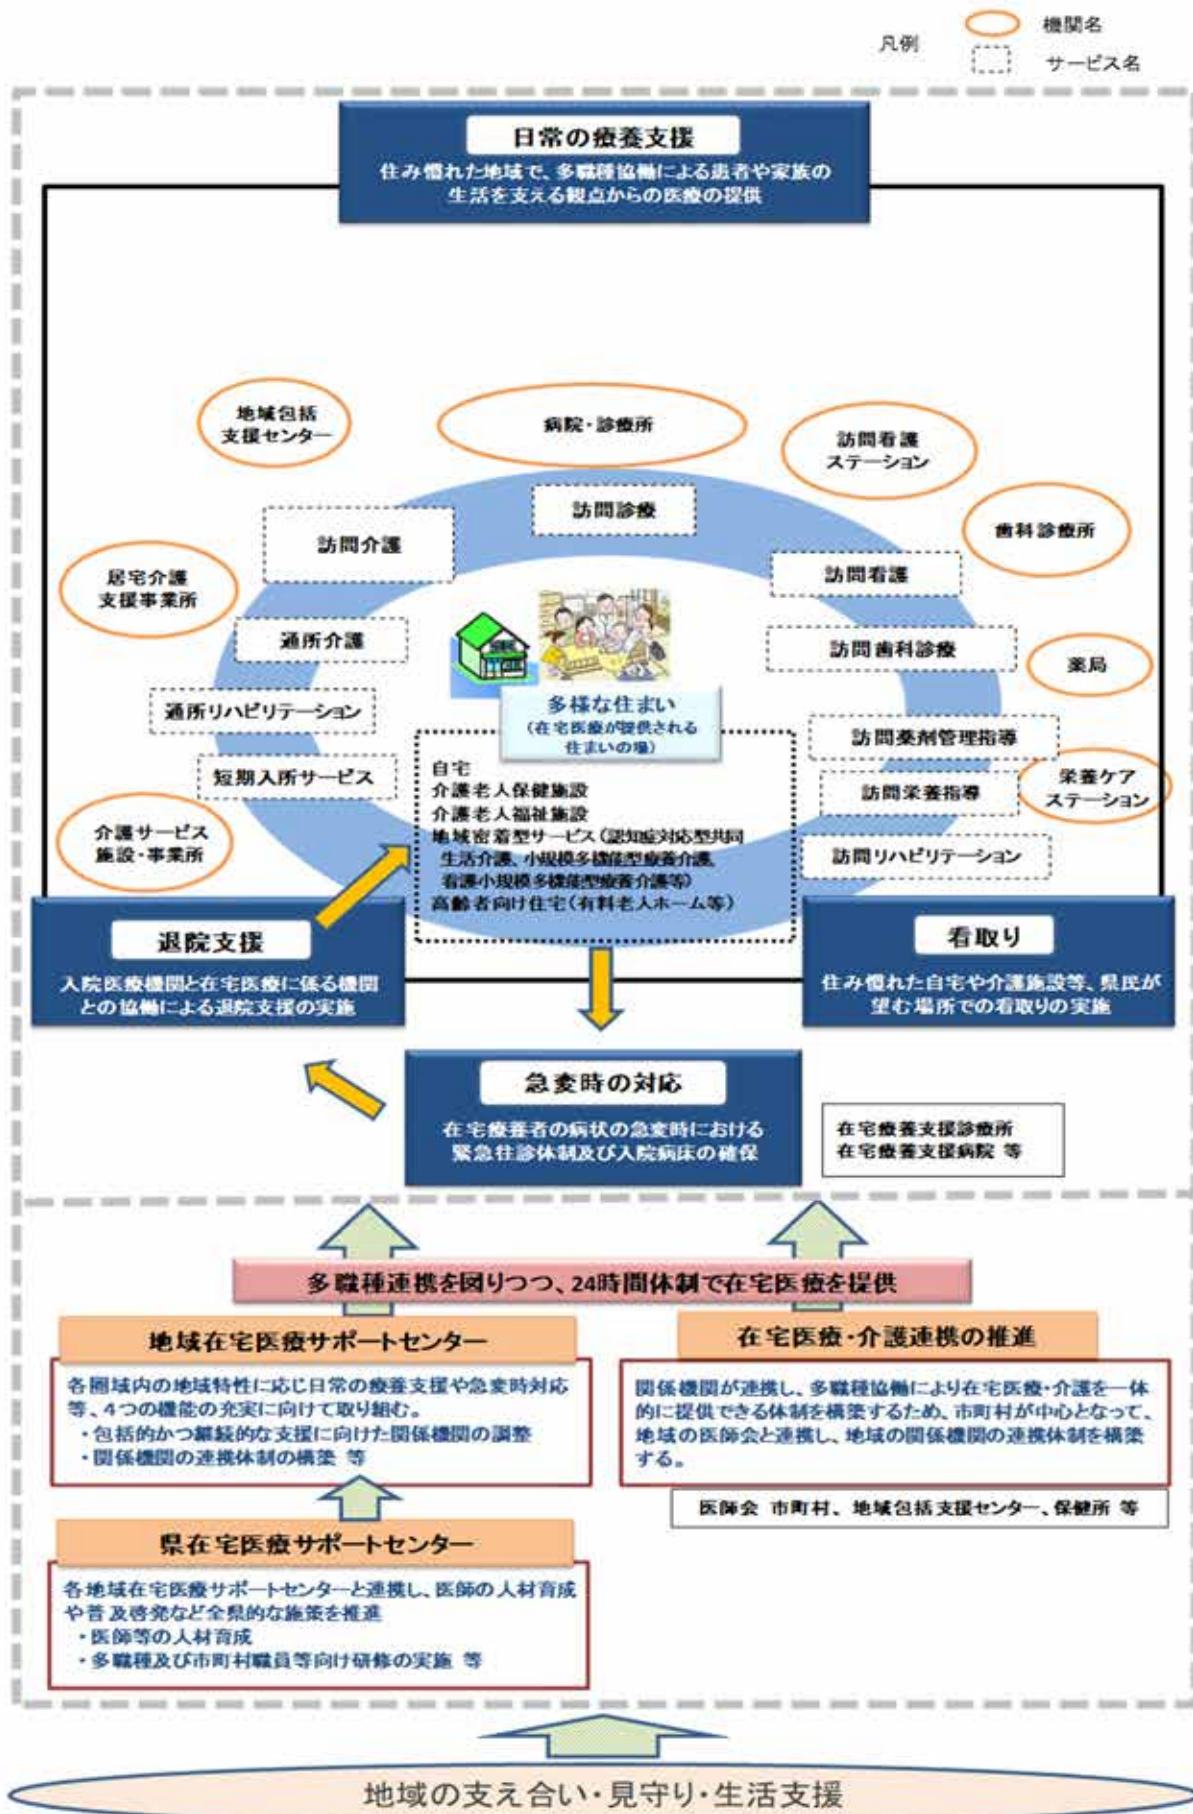 凡例
機関名
サービス名
日常の療養支援
住み慣れた地域で、多職種協働による患者や家族の
生活を支える観点からの医療の提供
地域包括
支援センター
病院・診療所
訪問看護
ステーション
歯科診療所
訪問診療
訪問介護
居宅介護
支援事業所
訪問看護
通所介護
訪問歯科診療
薬局
通所リハビリテーション
多様な住まい
(在宅医療が提供される
住まいの場)
訪問薬剤管理指導
短期入所サービス
訪問栄養指導
栄養ケア
ステーション
自宅
介護老人保健施設
介護老人福祉施設
地域密着型サービス(認知症対応型共同
生活介護、小規模多機能型療養介護、
看護小規模多機能型療養介護等)
高齢者向け住宅(有料老人ホーム等)
介護サービス
施設・事業所
訪問リハビリテーション
退院支援
入院医療機関と在宅医療に係る機関
との協働による退院支援の実施
看取り
住み慣れた自宅や介護施設等、県民が
望む場所での看取りの実施
急変時の対応
在宅療養者の病状の急変時における
緊急往診体制及び入院病床の確保
在宅療養支援診療所
在宅療養支援病院 等
多職種連携を図りつつ、24時間体制で在宅医療を提供
地域在宅医療サポートセンター
各圏域内の地域特性に応じ日常の療養支援や急変時対応
等、4つの機能の充実に向けて取り組む。
・包括的かつ継続的な支援に向けた関係機関の調整
・関係機関の連携体制の構築 等
在宅医療・介護連携の推進
関係機関が連携し、多職種協働により在宅医療・介護を一体
的に提供できる体制を構築するため、市町村が中心となって、
地域の医師会と連携し、地域の関係機関の連携体制を構築
する。
医師会 市町村、地域包括支援センター、保健所 等
県在宅医療サポートセンター
各地域在宅医療サポートセンターと連携し、医師の人材育成
や普及啓発など全県的な施策を推進
・医師等の人材育成
・多職種及び市町村職員等向け研修の実施 等
地域の支え合い・見守り・生活支援